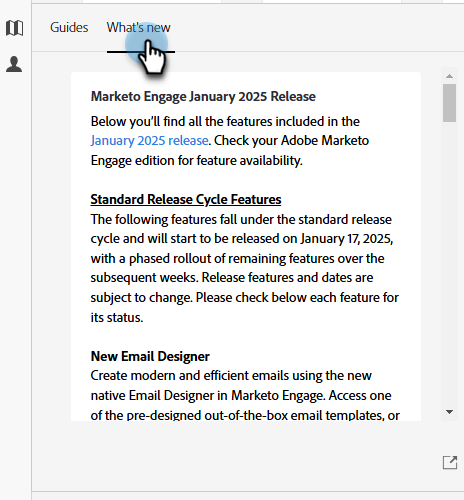 Guides What's new
Marketo Engage January 2025 Release
Below you'll find all the features included in the
January 2025 release. Check your Adobe Marketo
Engage edition for feature availability.
Standard Release Cycle Features
The following features fall under the standard release
cycle and will start to be released on January 17, 2025,
with a phased rollout of remaining features over the
subsequent weeks. Release features and dates are
subject to change. Please check below each feature for
its status.
New Email Designer
Create modern and efficient emails using the new
native Email Designer in Marketo Engage. Access one
of the pre-designed out-of-the-box email templates, or